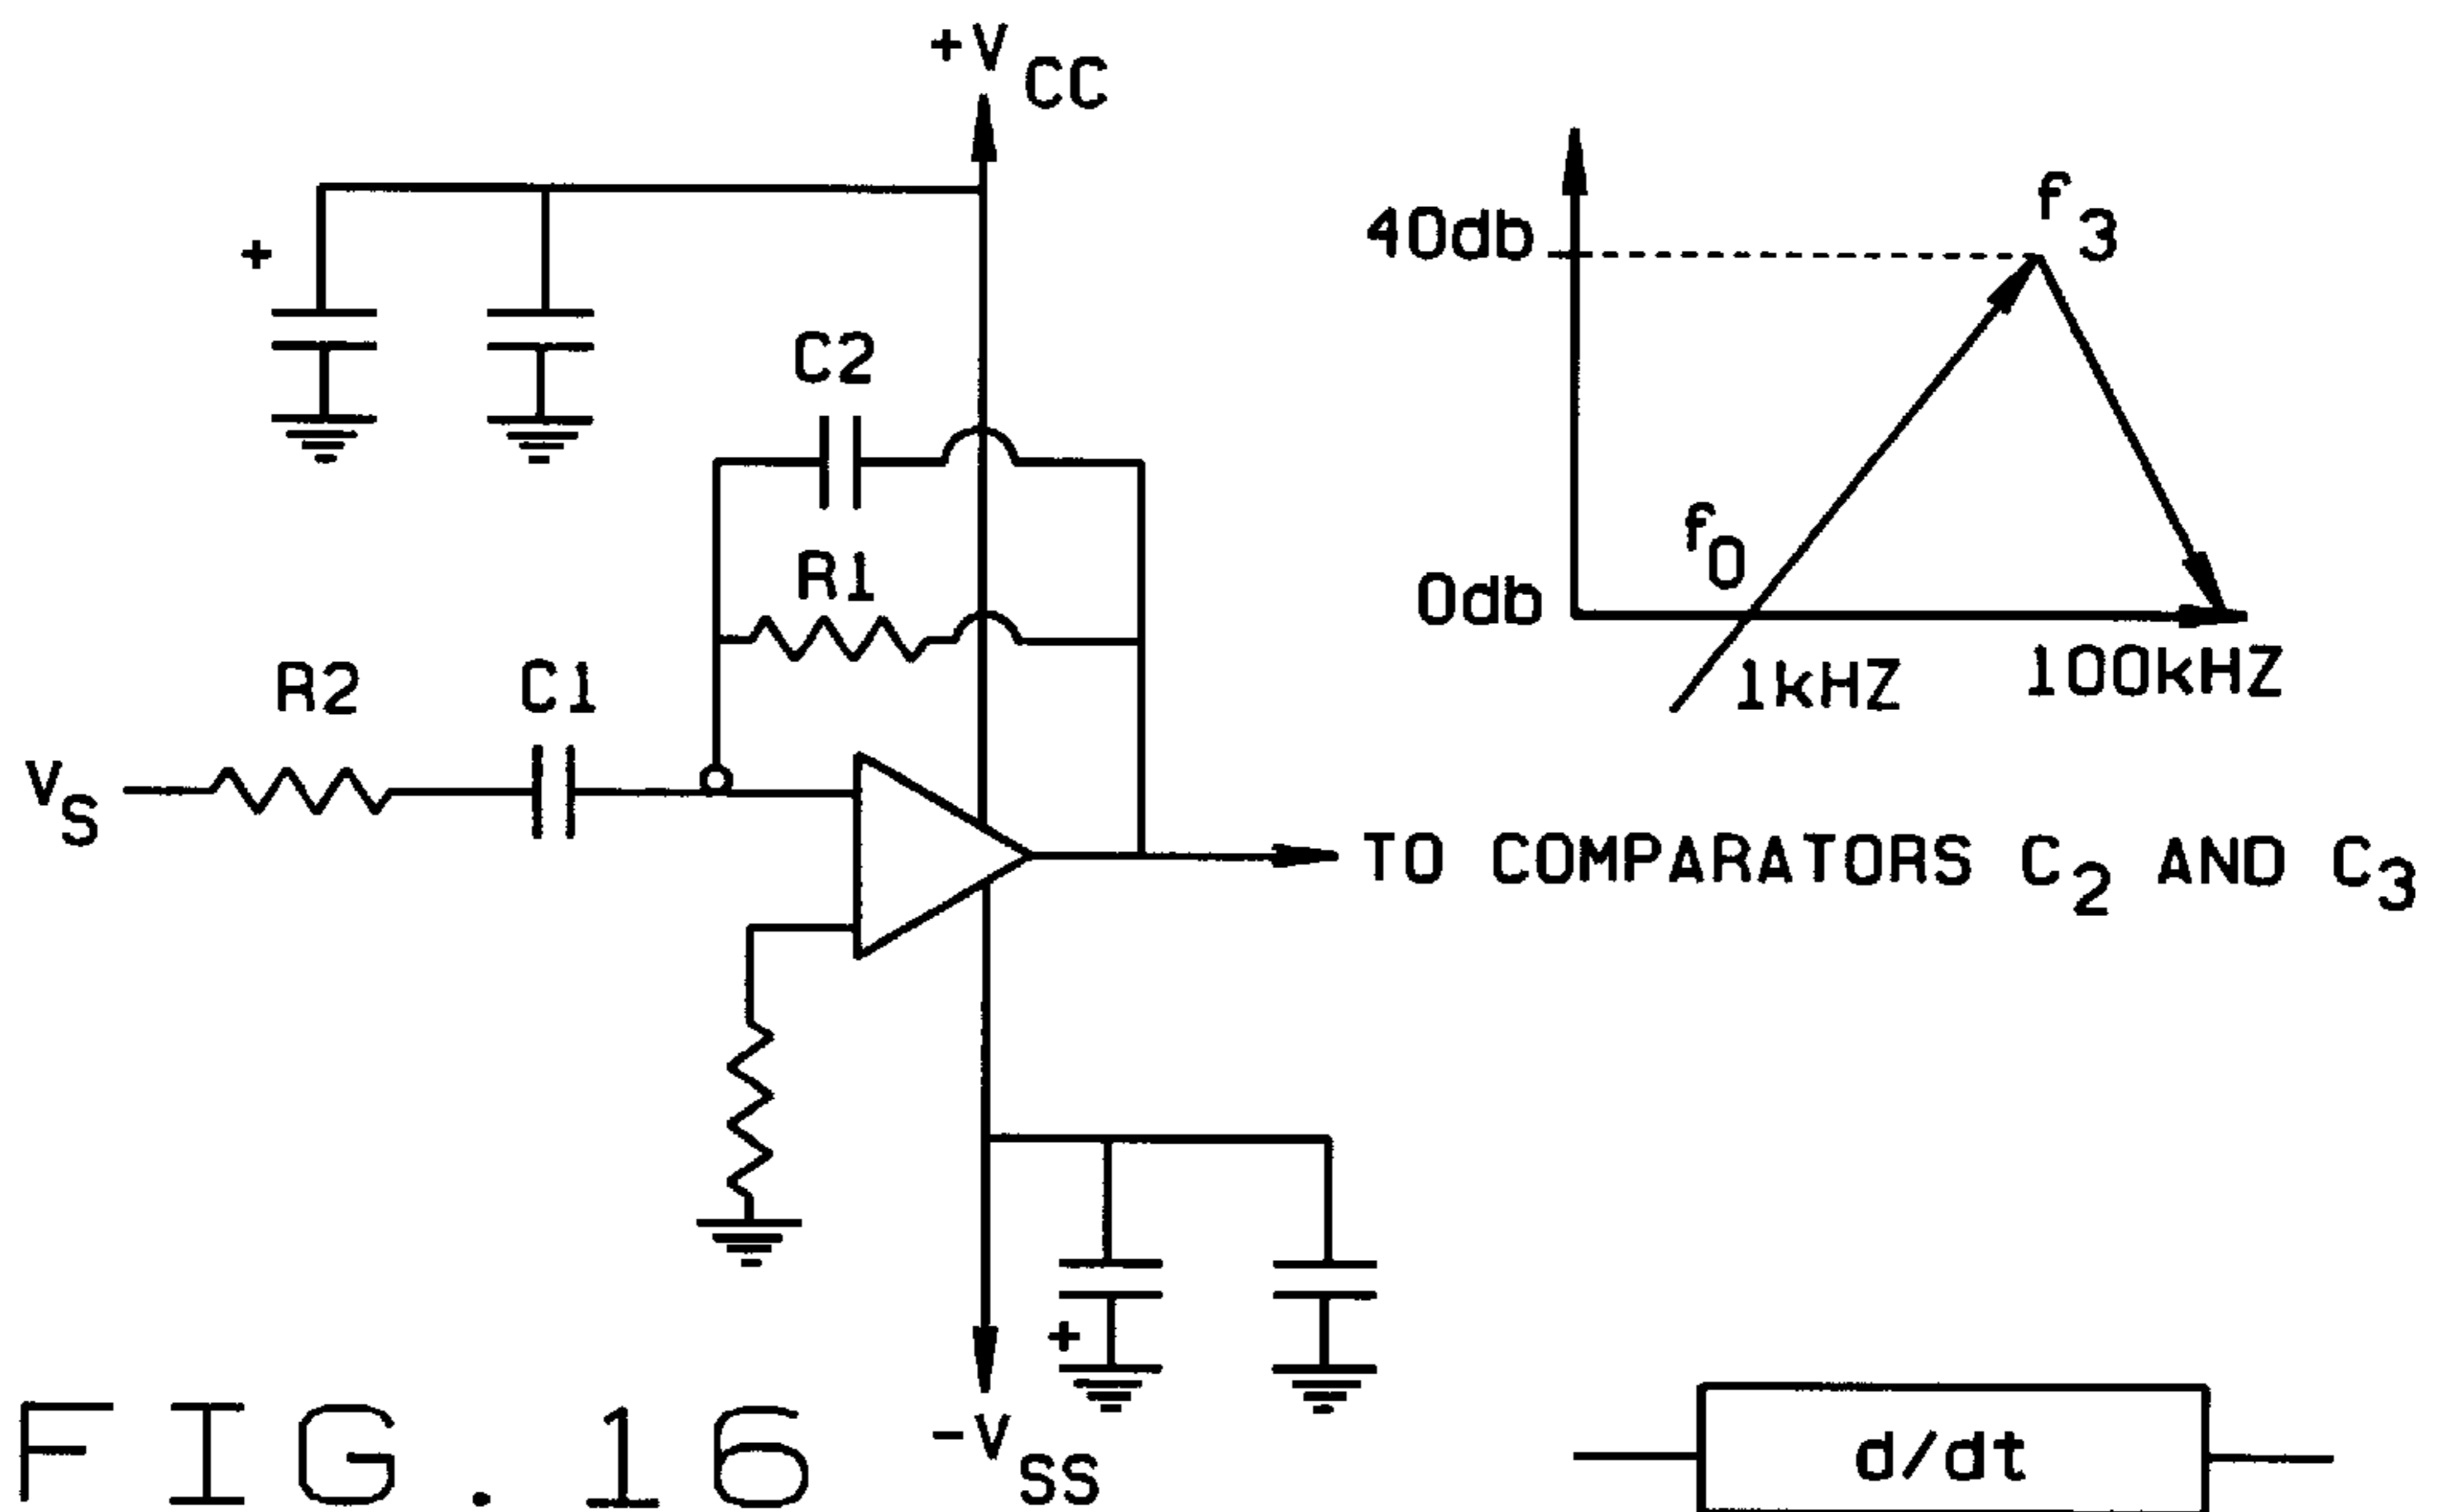 +VCC
+
C2
R1
R2
C1
VS
TO COMPARATORS C2 AND C3
+
-VSS
40db
f3
f0
0db
1kHZ
100kHZ
d/dt
FIG.16